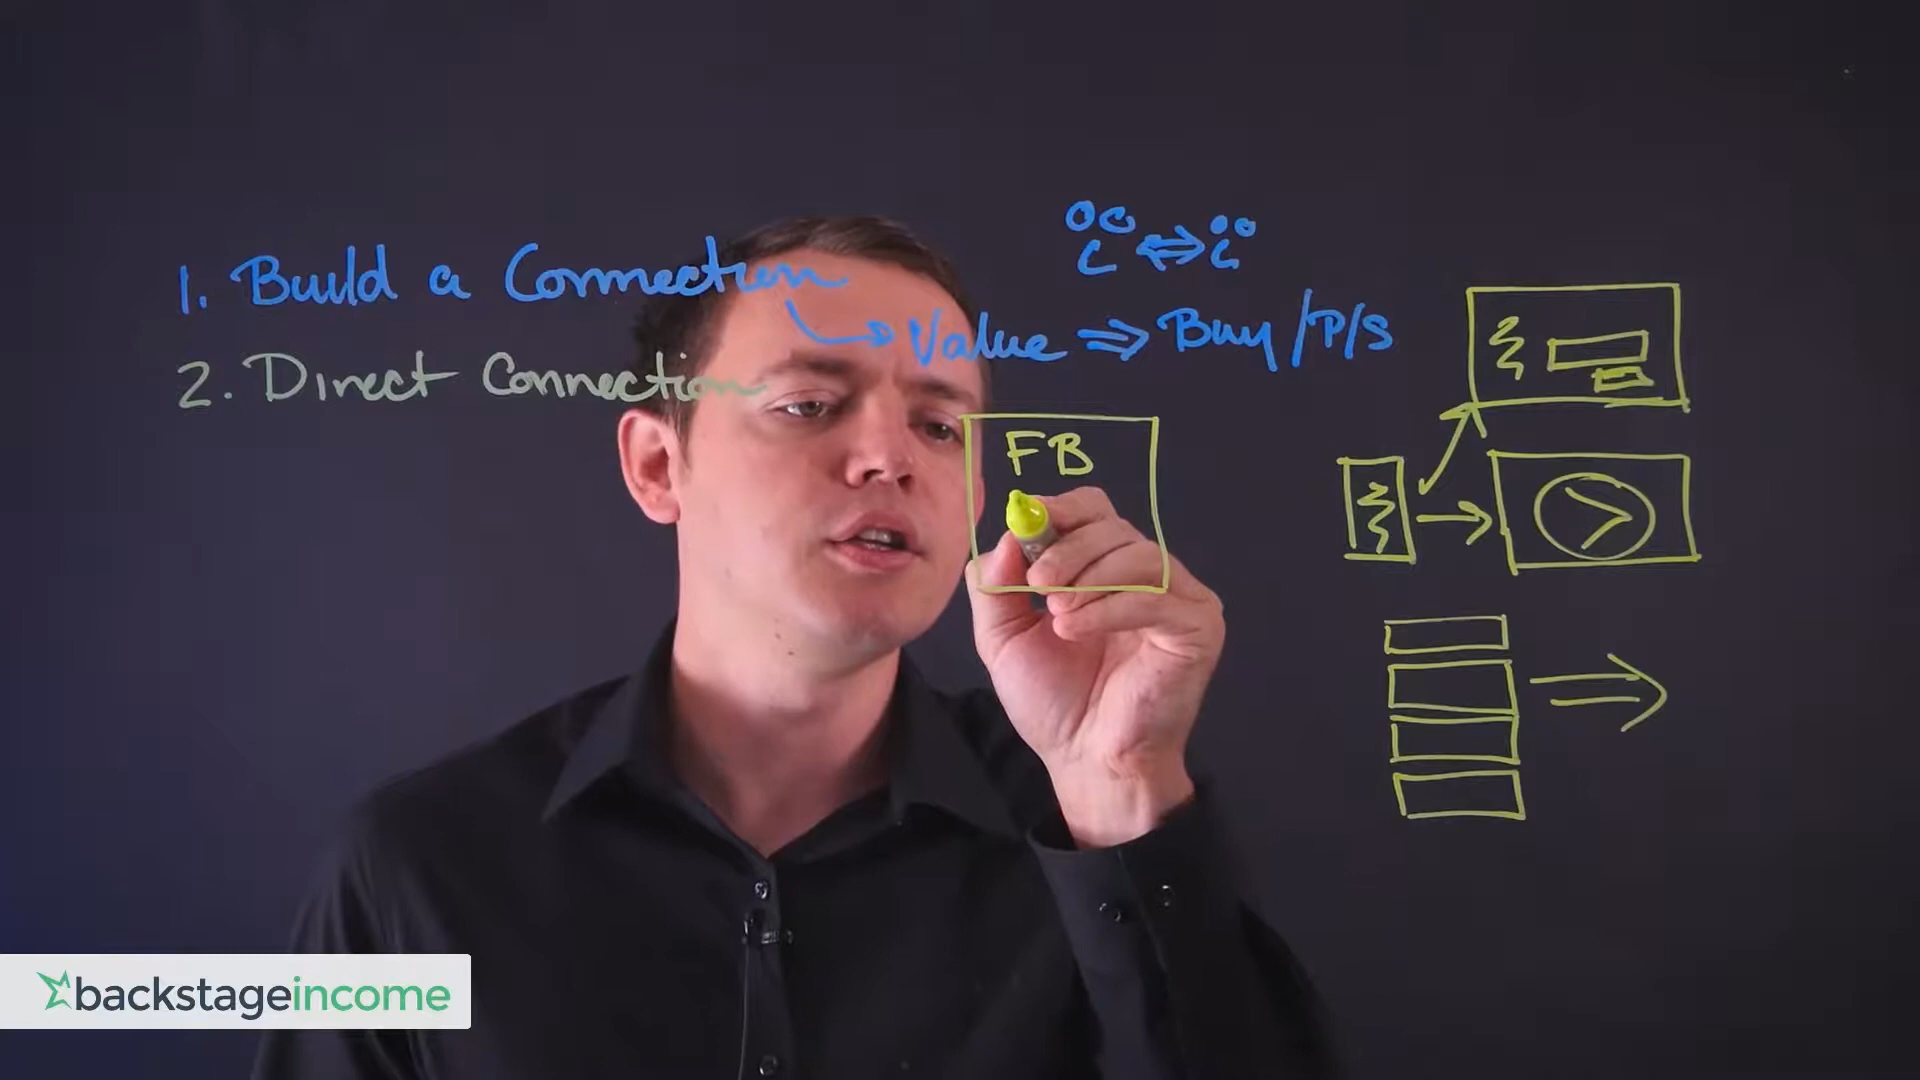 1. Build a Connection
Value ⇒ Buy/P/S
2. Direct Connection
FB
backstageincome